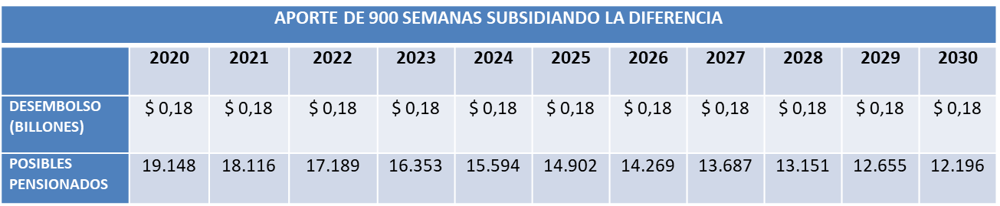 APORTE DE 900 SEMANAS SUBSIDIANDO LA DIFERENCIA
2020 2021 2022 2023 2024 2025 2026 2027 2028 2029 2030
DESEMBOLSO
(BILLONES) $ 0,18 $ 0,18 $ 0,18 $ 0,18 $ 0,18 $ 0,18 $ 0,18 $ 0,18 $ 0,18 $ 0,18 $ 0,18
POSIBLES
PENSIONADOS 19.148 18.116 17.189 16.353 15.594 14.902 14.269 13.687 13.151 12.655 12.196